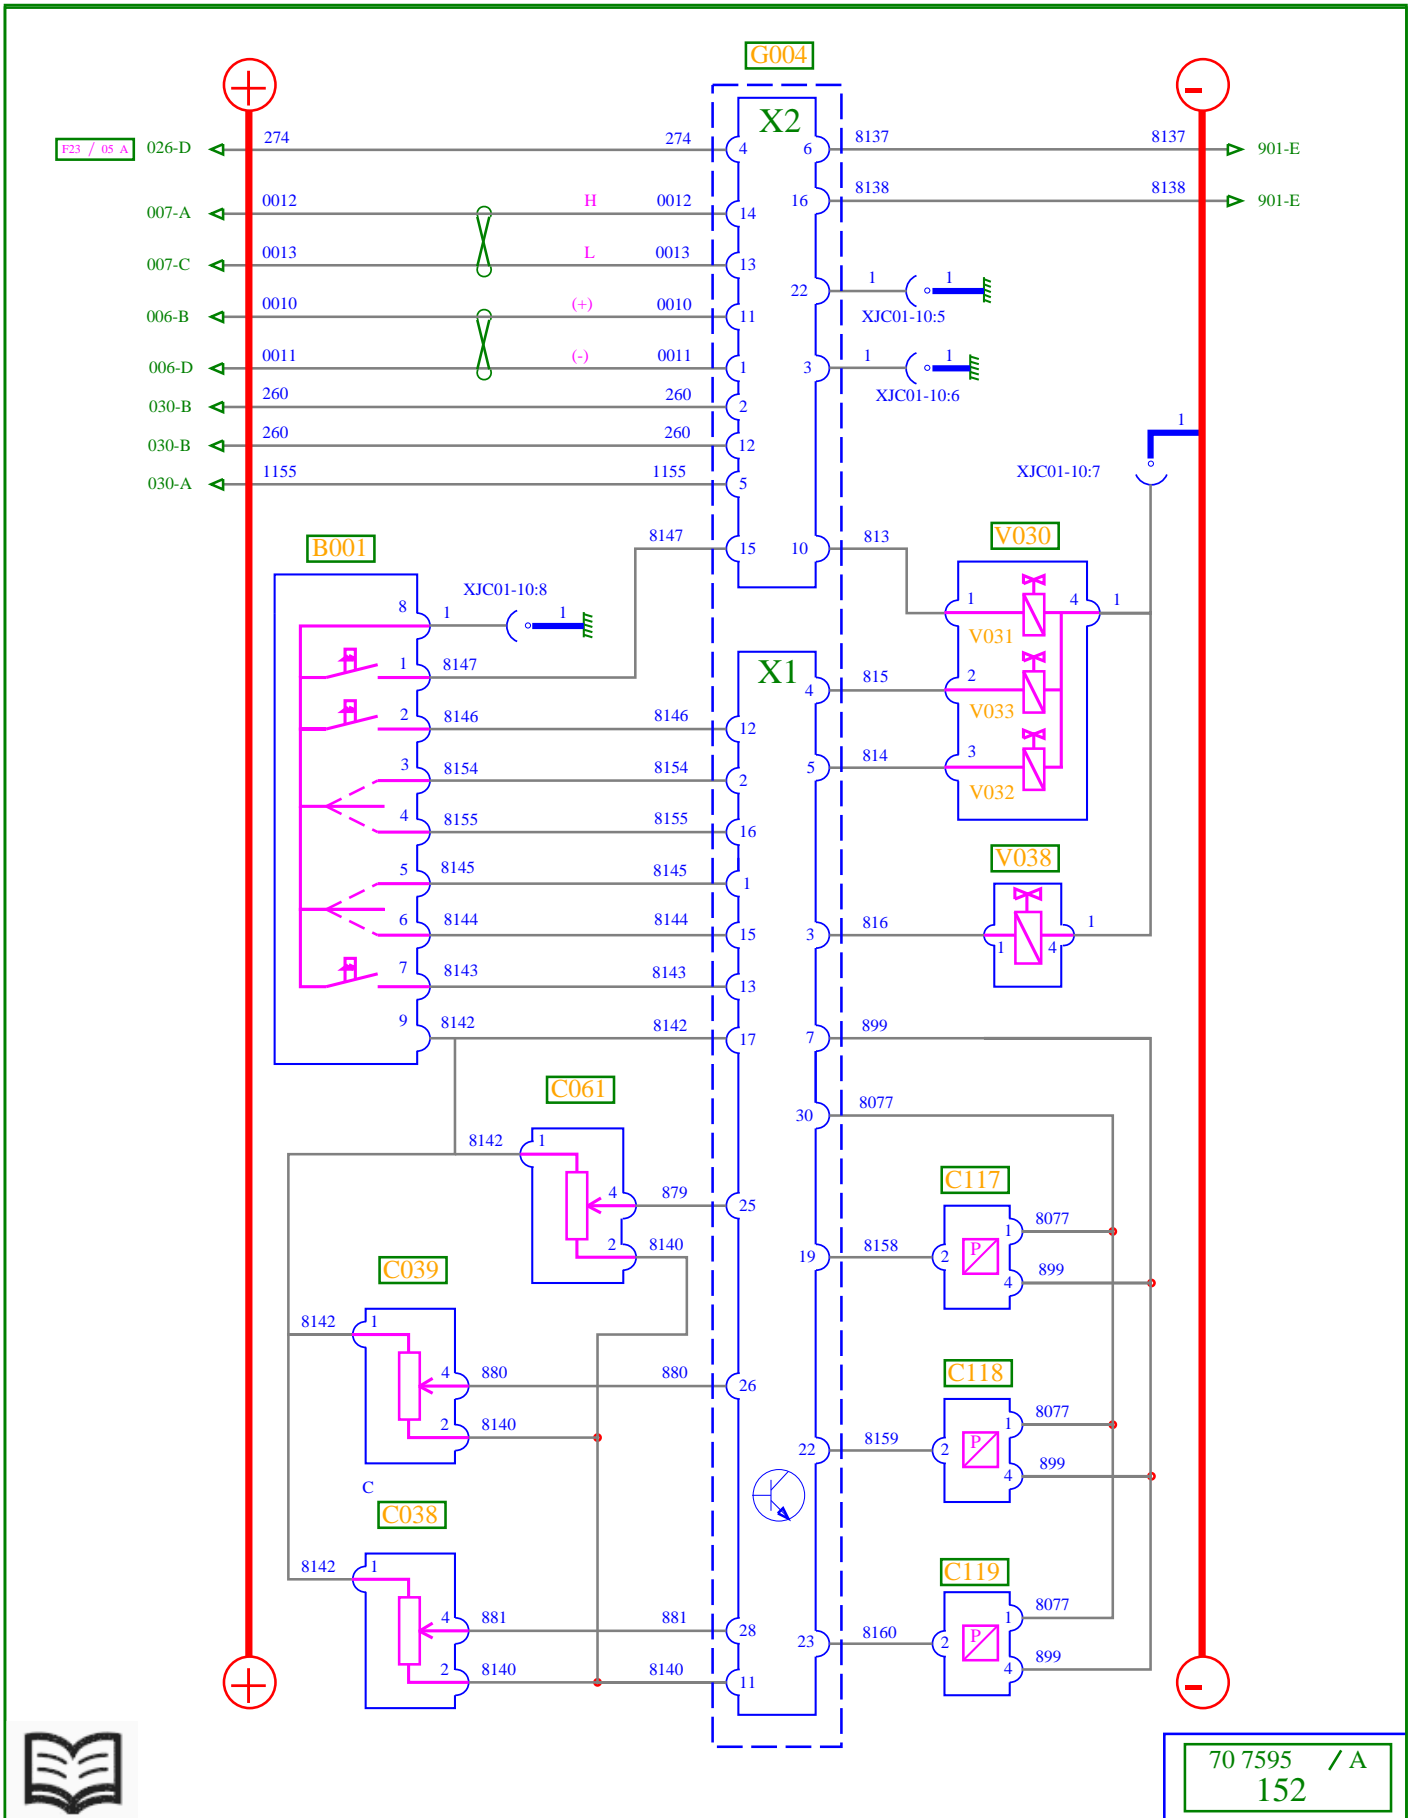 G004
X2
F23 / 05 A 026-D 274 274 4 6 8137 8137 901-E
16 8138 8138 901-E
007-A 0012 H 0012 14
007-C 0013 L 0013 13
22 1 1
XJC01-10:5
006-B 0010 (+) 0010 11
006-D 0011 (-) 0011 1
3 1 1
XJC01-10:6
030-B 260 260 2
030-B 260 260 12
1
XJC01-10:7
030-A 1155 1155 5
B001
8147 15 10 813
V030
XJC01-10:8
8 1 1
1 V031 4 1
1 8147
X1
4 815 2
V033
2 8146 8146 12
3 8154 8154 2
5 814 3
V032
4 8155 8155 16
V038
5 8145 8145 1
6 8144 8144 15
3 816 1 4 1
7 8143 8143 13
9 8142 8142 17
7 899
C061
30 8077
8142 1
4 879 25
2 8140
C117
1 8077
19 8158 2 P
4 899
C039
8142 1
4 880 880 26
2 8140
C118
1 8077
22 8159 2 P
4 899
C
C038
8142 1
4 881 881 28
2 8140 8140 11
C119
1 8077
23 8160 2 P
4 899
70 7595 / A
152